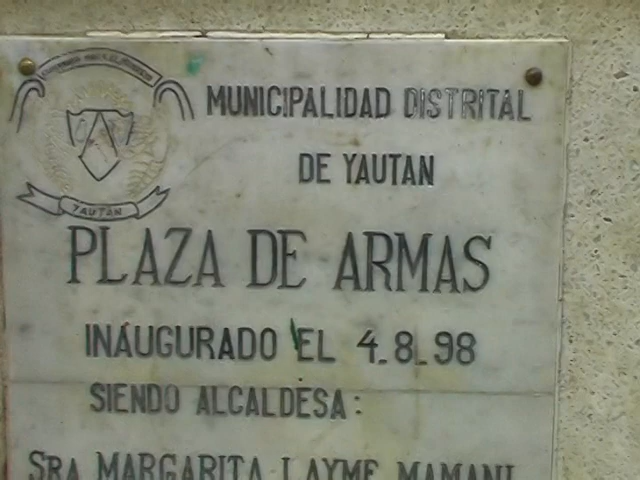 YAUTAN
MUNICIPALIDAD DISTRITAL
DE YAUTAN
PLAZA DE ARMAS
INAUGURADO EL 4-8-98
SIENDO ALCALDESA:
SRA MARGARITA LAYME MAMANI